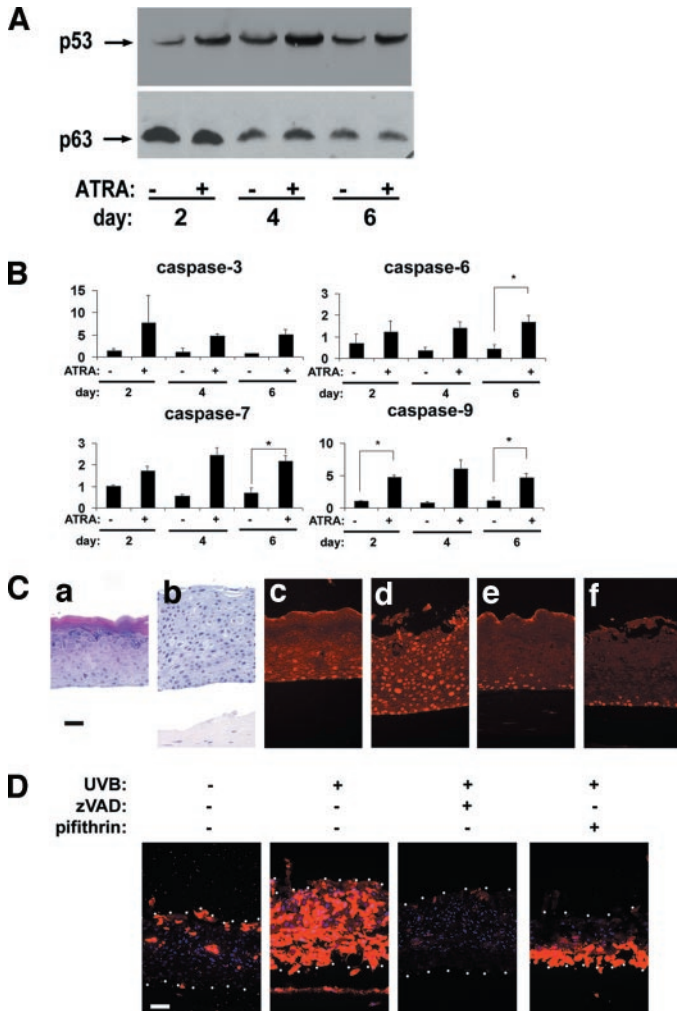 A
p53
p63
ATRA: - + - + - +
day: 2 4 6
B
caspase-3
15
10
5
0
ATRA: - + - + - +
day: 2 4 6
caspase-6
3
2
1
0
*
ATRA: - + - + - +
day: 2 4 6
caspase-7
3
2
1
0
*
ATRA: - + - + - +
day: 2 4 6
caspase-9
10
5
0
* *
ATRA: - + - + - +
day: 2 4 6
C a b c d e f
D
UVB: - + + +
zVAD: - - + -
pifithrin: - - - +